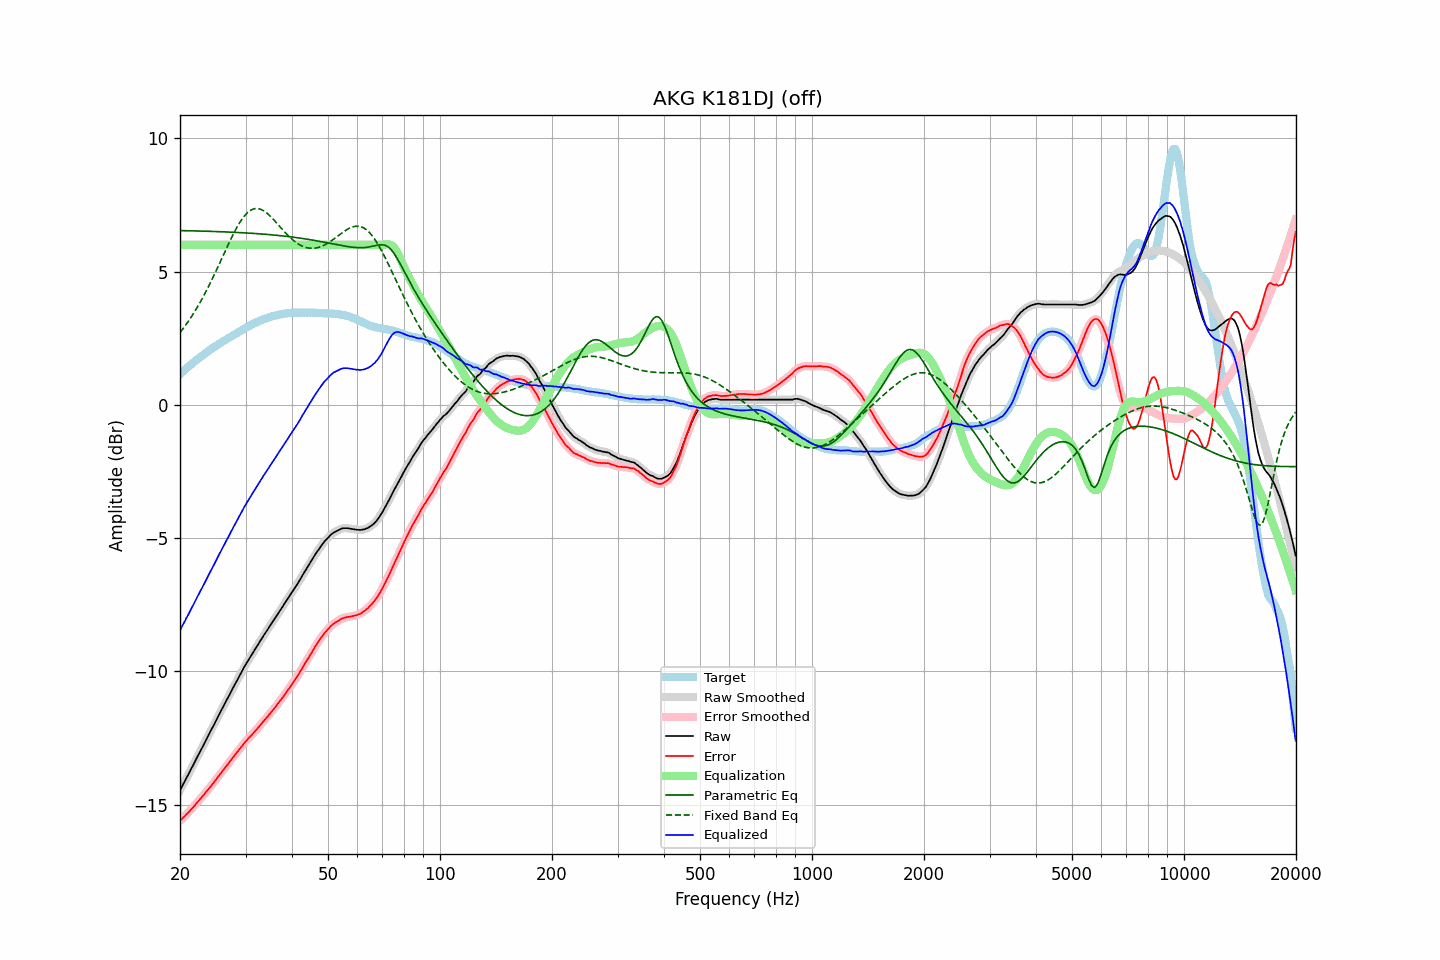 AKG K181DJ (off)
10
5
0
−5
−10
−15
Amplitude (dBr)
20
50
100
200
500
1000
2000
5000
10000
20000
Frequency (Hz)
Target
Raw Smoothed
Error Smoothed
Raw
Error
Equalization
Parametric Eq
Fixed Band Eq
Equalized